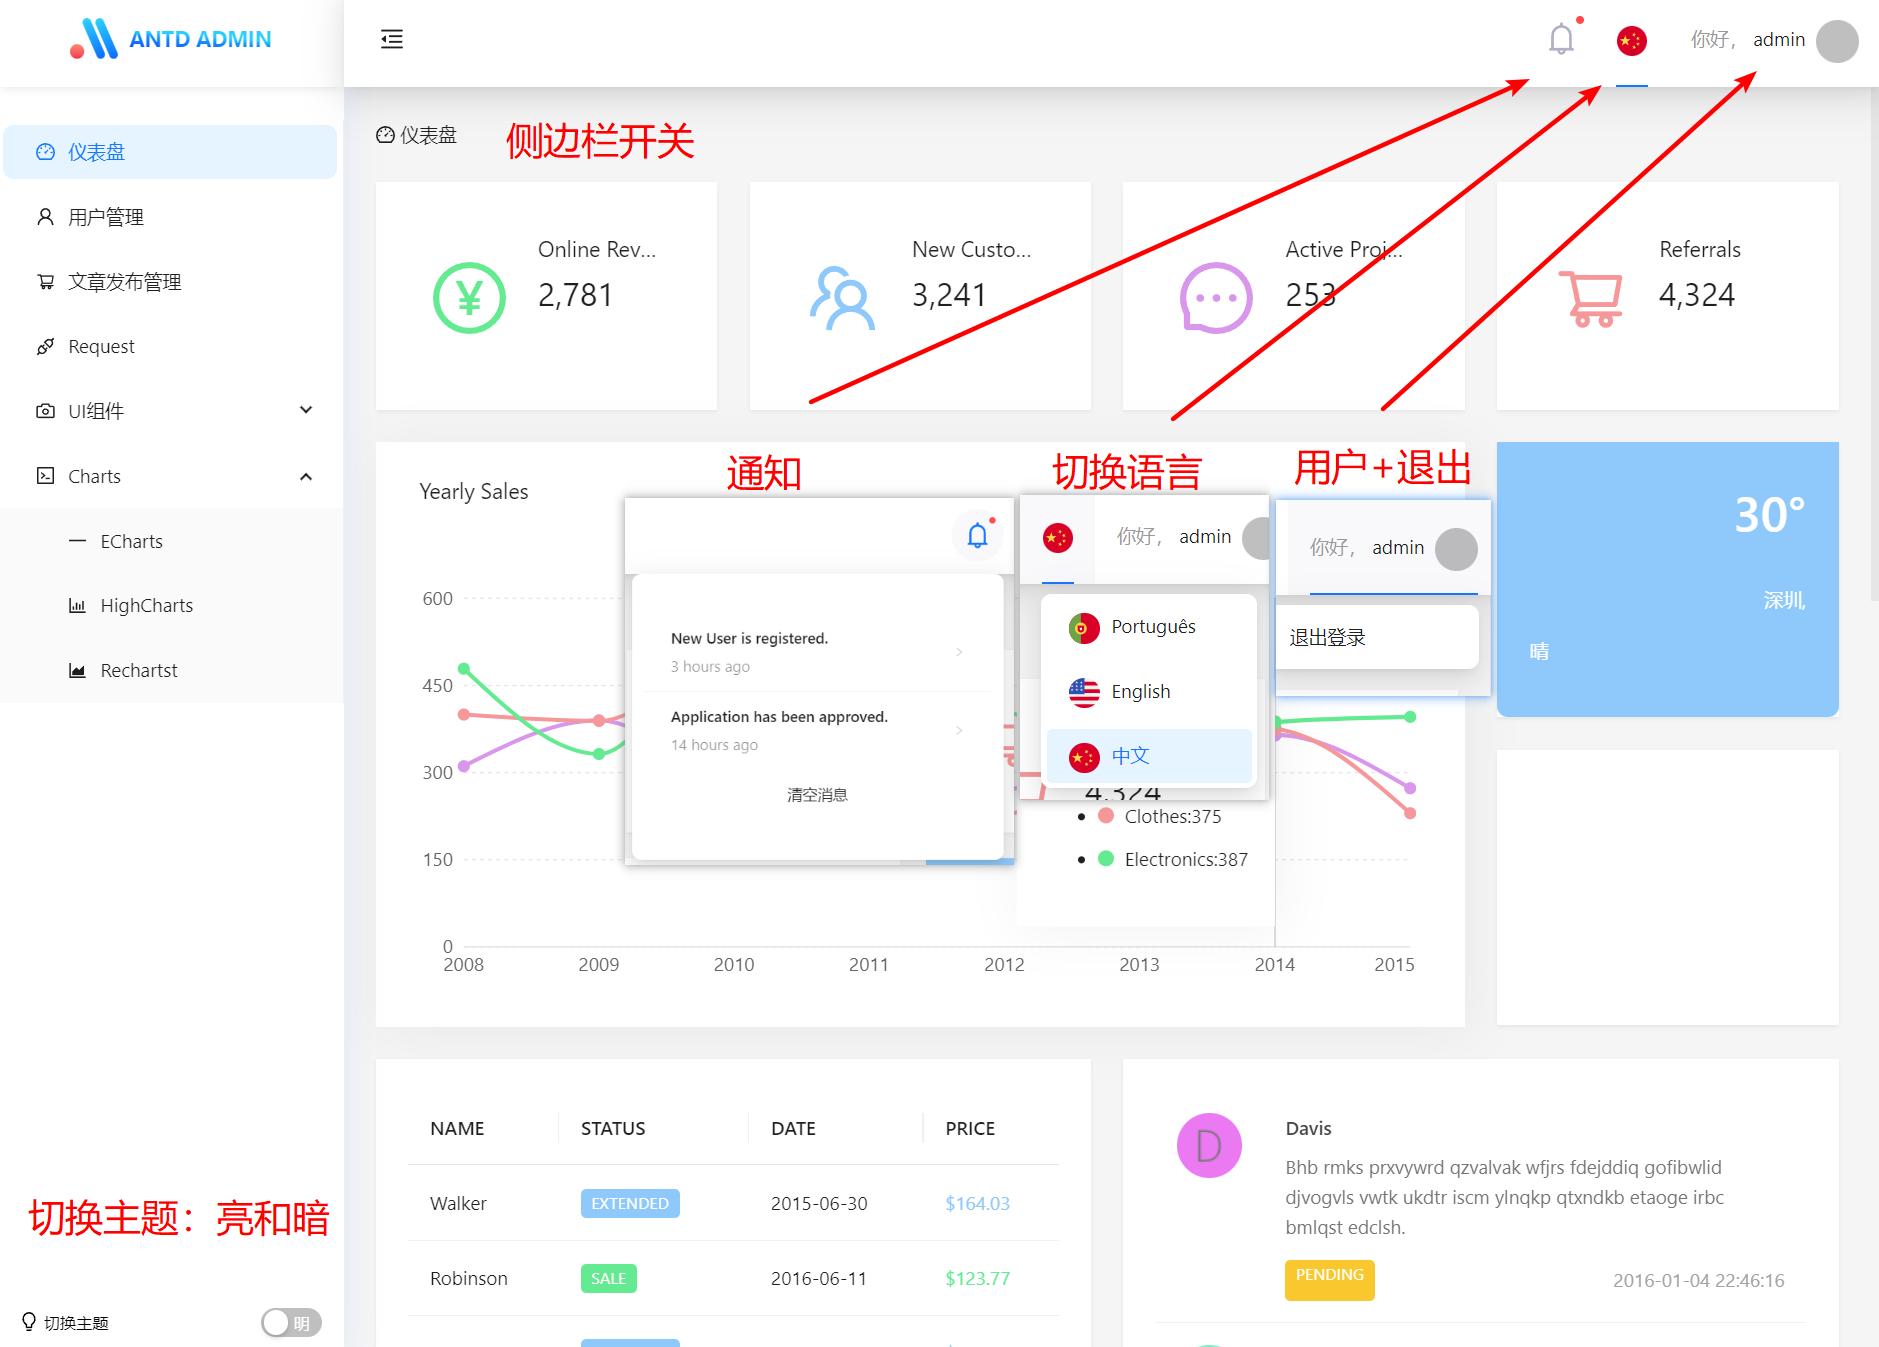 ANTD ADMIN
你好， admin
仪表盘
用户管理
文章发布管理
Request
UI组件
Charts
ECharts
HighCharts
Rechartst
切换主题：亮和暗
切换主题
明
仪表盘
侧边栏开关
Online Rev...
2,781
New Custo...
3,241
Active Proj...
253
Referrals
4,324
Yearly Sales
600
450
300
150
0
2008 2009 2010 2011 2012 2013 2014 2015
通知
New User is registered.
3 hours ago
Application has been approved.
14 hours ago
清空消息
切换语言
你好， admin
Português
English
中文
4,324
Clothes:375
Electronics:387
用户+退出
你好， admin
退出登录
30°
深圳,
晴
NAME STATUS DATE PRICE
Walker EXTENDED 2015-06-30 $164.03
Robinson SALE 2016-06-11 $123.77
D
Davis
Bhb rmks prxvywrd qzvalvak wfjrs fdejddiq gofibwlid
djvogvls vwtk ukdtr iscm ylnqkp qtxndkb etaoge irbc
bmlqst edclsh.
PENDING
2016-01-04 22:46:16